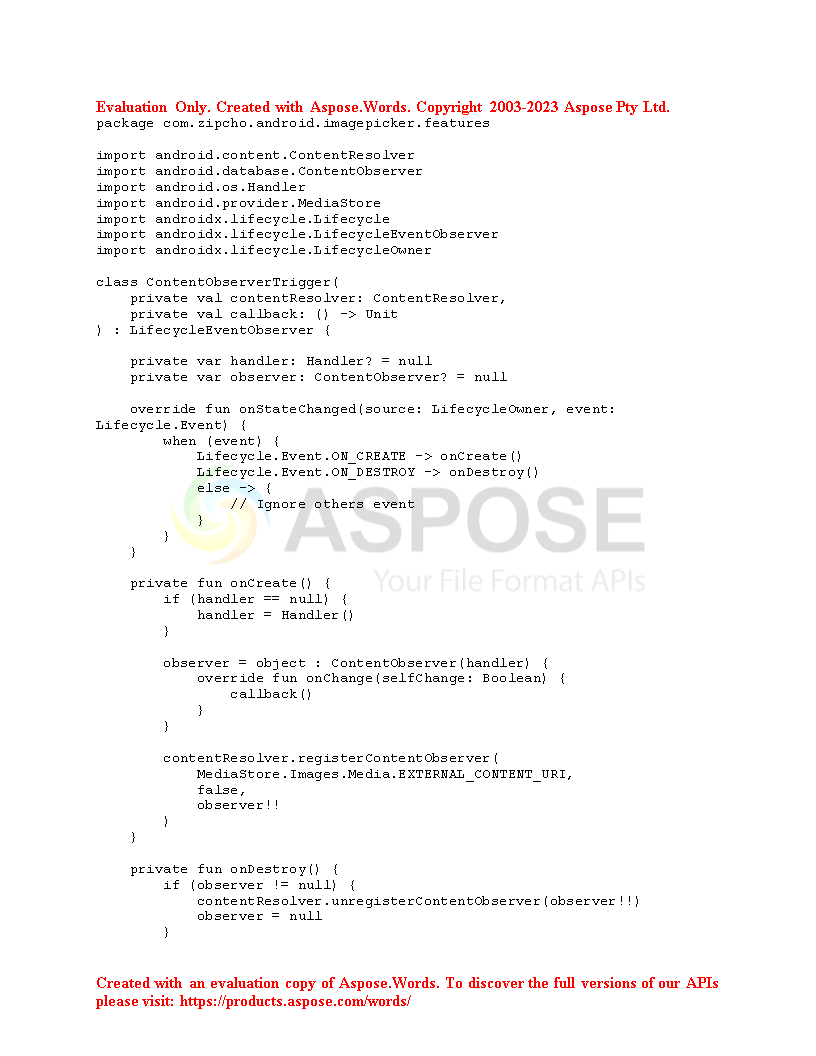 Evaluation Only. Created with Aspose.Words. Copyright 2003-2023 Aspose Pty Ltd.
package com.zipcho.android.imagepicker.features

import android.content.ContentResolver
import android.database.ContentObserver
import android.os.Handler
import android.provider.MediaStore
import androidx.lifecycle.Lifecycle
import androidx.lifecycle.LifecycleEventObserver
import androidx.lifecycle.LifecycleOwner

class ContentObserverTrigger(
    private val contentResolver: ContentResolver,
    private val callback: () -> Unit
) : LifecycleEventObserver {

    private var handler: Handler? = null
    private var observer: ContentObserver? = null

    override fun onStateChanged(source: LifecycleOwner, event:
Lifecycle.Event) {
        when (event) {
            Lifecycle.Event.ON_CREATE -> onCreate()
            Lifecycle.Event.ON_DESTROY -> onDestroy()
            else -> {
                // Ignore others event
            }
        }
    }
ASPOSE
Your File Format APIs

    private fun onCreate() {
        if (handler == null) {
            handler = Handler()
        }

        observer = object : ContentObserver(handler) {
            override fun onChange(selfChange: Boolean) {
                callback()
            }
        }

        contentResolver.registerContentObserver(
            MediaStore.Images.Media.EXTERNAL_CONTENT_URI,
            false,
            observer!!
        )
    }

    private fun onDestroy() {
        if (observer != null) {
            contentResolver.unregisterContentObserver(observer!!)
            observer = null
        }

Created with an evaluation copy of Aspose.Words. To discover the full versions of our APIs
please visit: https://products.aspose.com/words/